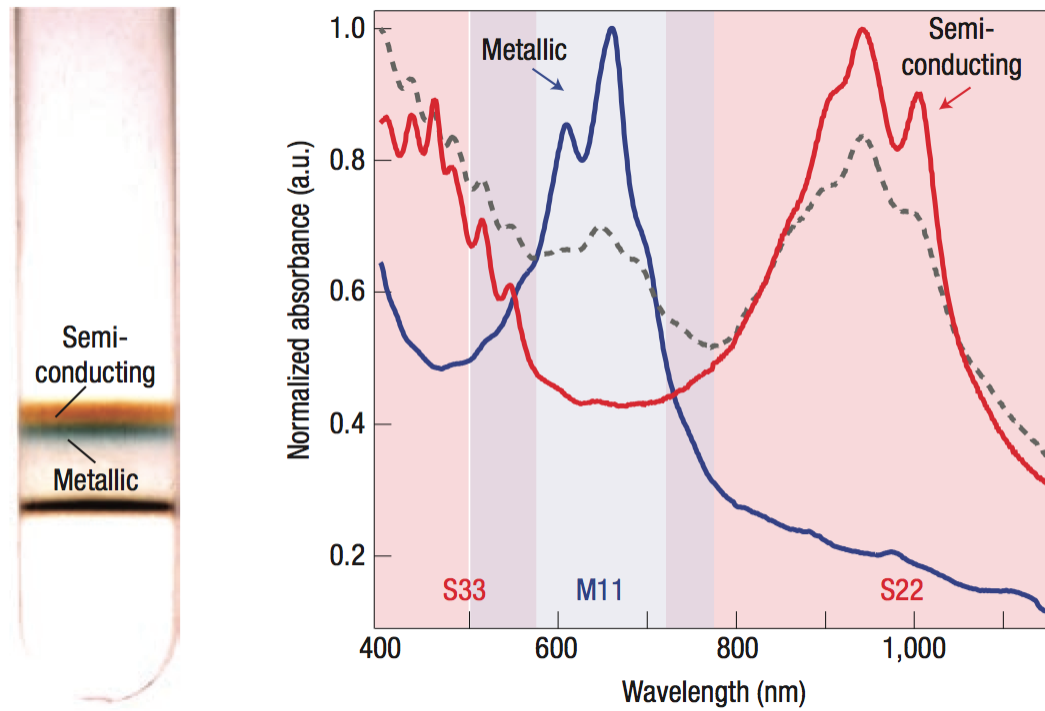 Semi-
conducting
Metallic
Normalized absorbance (a.u.)
1.0
0.8
0.6
0.4
0.2
Metallic
Semi-
conducting
S33
M11
S22
400
600
800
1,000
Wavelength (nm)